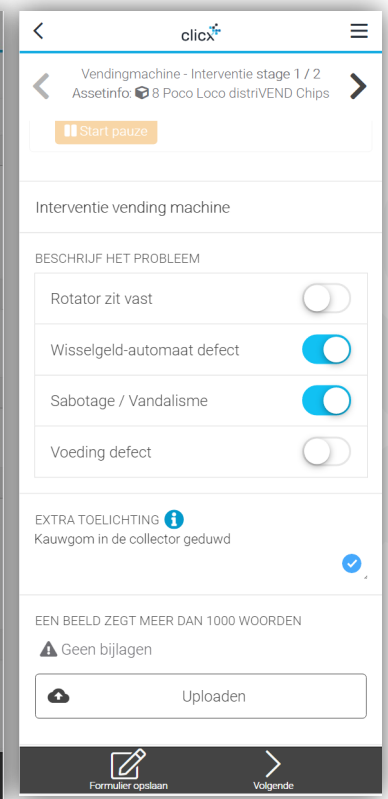 clicx
Vendingmachine - Interventie stage 1 / 2
Assetinfo: 8 Poco Loco distriVEND Chips
Start pauze
Interventie vending machine
BESCHRIJF HET PROBLEEM
Rotator zit vast
Wisselgeld-automaat defect
Sabotage / Vandalisme
Voeding defect
EXTRA TOELICHTING
Kauwgom in de collector geduwd
EEN BEELD ZEGT MEER DAN 1000 WOORDEN
Geen bijlagen
Uploaden
Formulier opslaan
Volgende